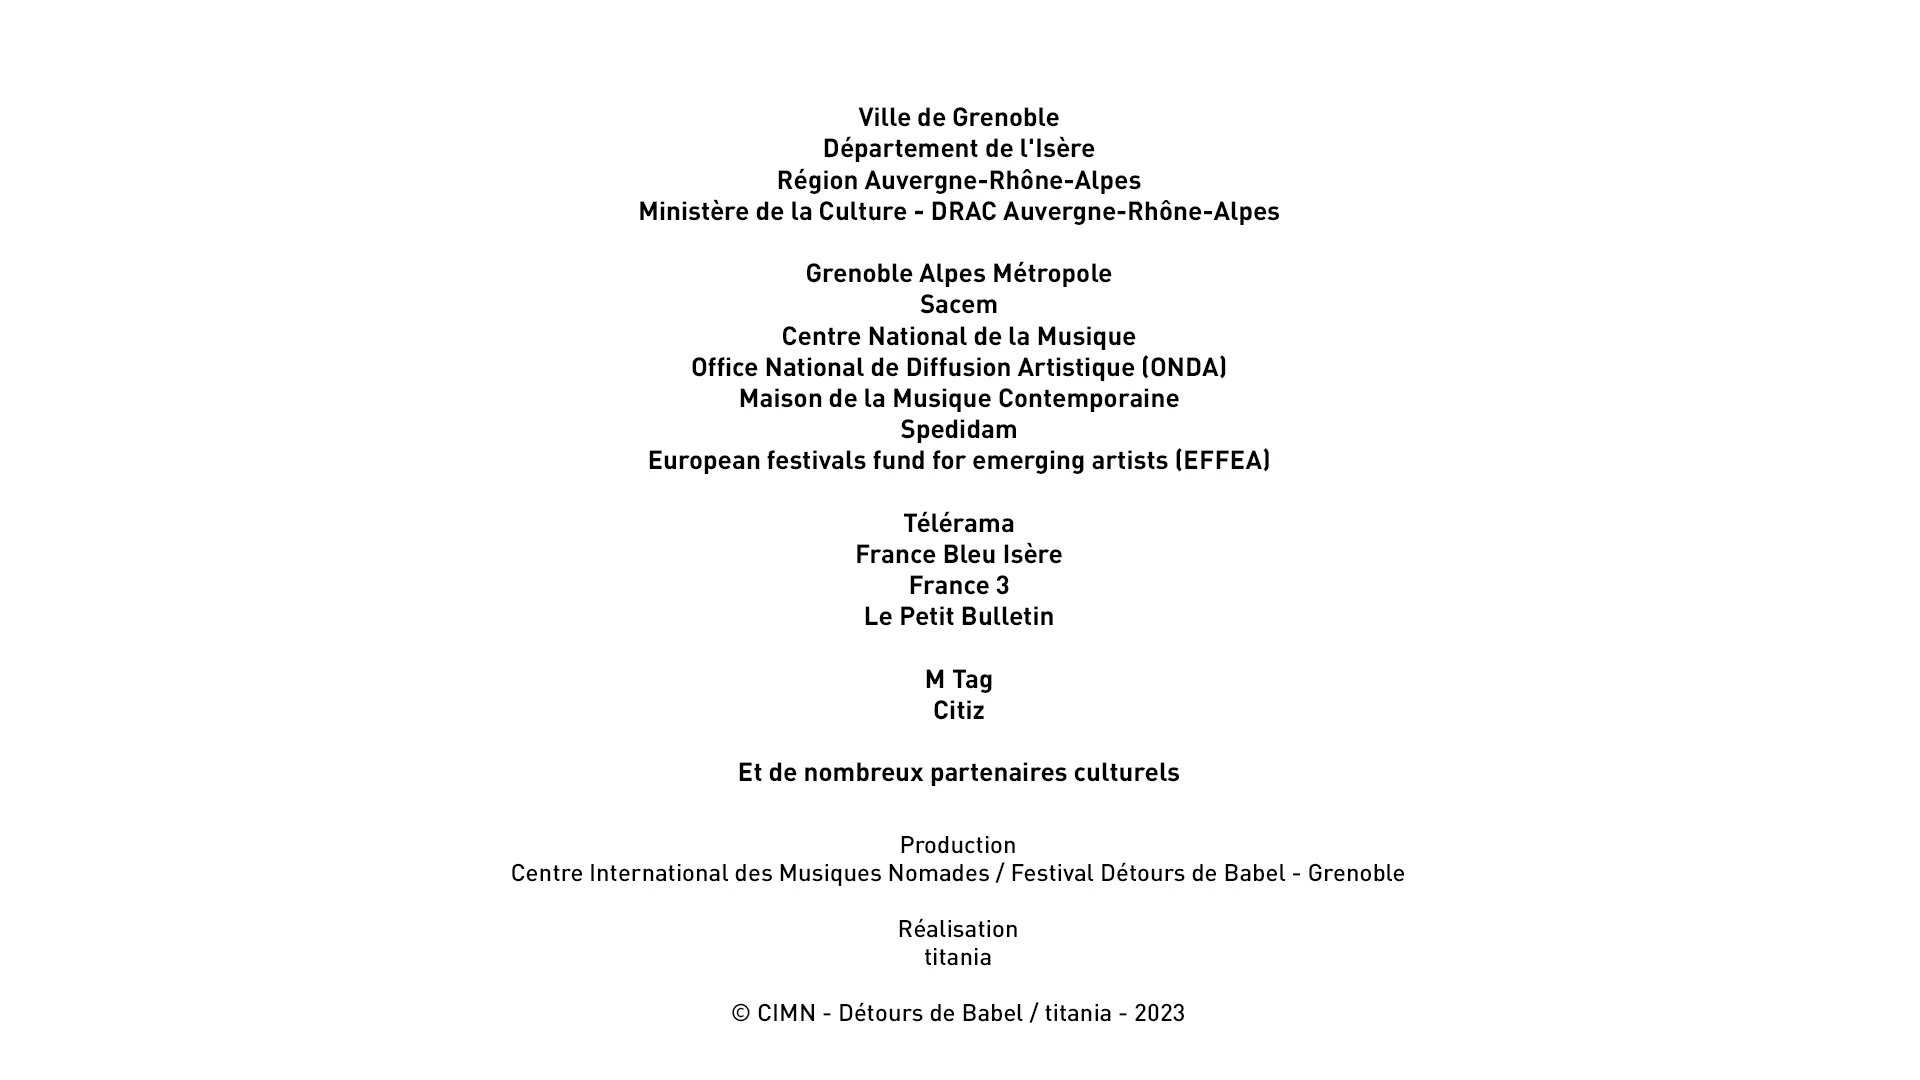 Ville de Grenoble
Département de l'Isère
Région Auvergne-Rhône-Alpes
Ministère de la Culture - DRAC Auvergne-Rhône-Alpes
Grenoble Alpes Métropole
Sacem
Centre National de la Musique
Office National de Diffusion Artistique (ONDA)
Maison de la Musique Contemporaine
Spedidam
European festivals fund for emerging artists (EFFEA)
Télérama
France Bleu Isère
France 3
Le Petit Bulletin
M Tag
Citiz
Et de nombreux partenaires culturels
Production
Centre International des Musiques Nomades / Festival Détours de Babel - Grenoble
Réalisation
titania
© CIMN - Détours de Babel / titania - 2023